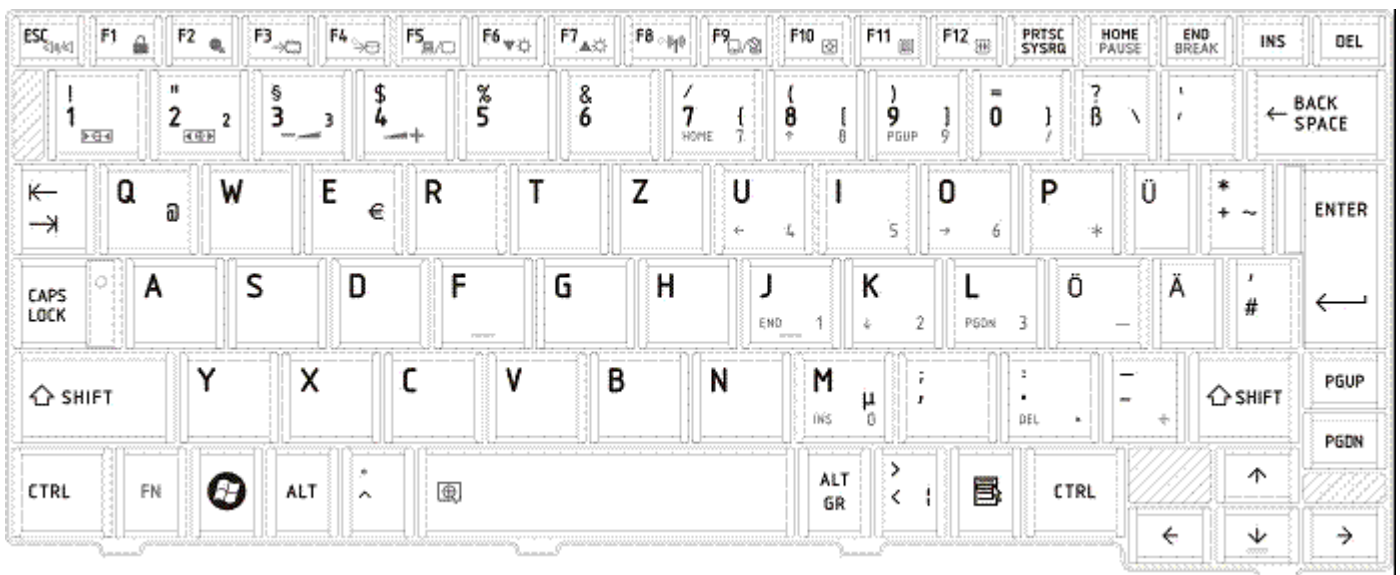 ESC F1 F2 F3 F4 F5 F6 F7 F8 F9 F10 F11 F12 PRTSC HOME END INS DEL
SYSRQ PAUSE BREAK
! " § $ % & / ( ) = ? `
1 2 2 3 3 4 5 6 7 { 8 [ 9 ] 0 } ß \ ´ ← BACK
HOME 7 ↑ 8 PGUP 9 / SPACE
Q @ W E € R T Z U I O P Ü * ENTER
← 4 5 → 6 * + ~
CAPS A S D F G H J K L Ö Ä '
LOCK END 1 ↓ 2 PGDN 3 _ #
SHIFT Y X C V B N M µ ; : _ SHIFT PGUP
INS 0 , . - ÷
DEL .
PGDN
CTRL FN ALT ° ALT > CTRL ↑
^ GR < |
← ↓ →